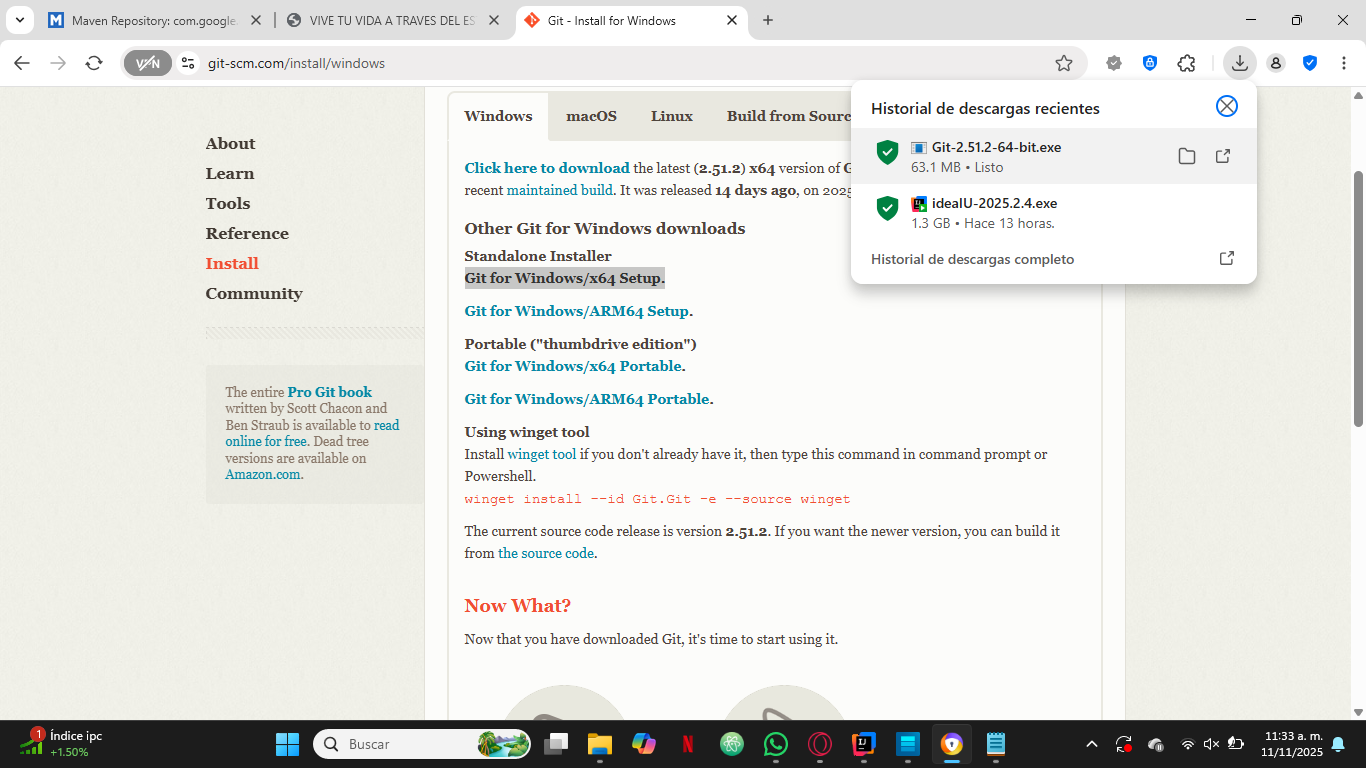 Maven Repository: com.google
VIVE TU VIDA A TRAVES DEL ES
Git - Install for Windows
VPN
git-scm.com/install/windows
Historial de descargas recientes
Git-2.51.2-64-bit.exe
63.1 MB • Listo
idealU-2025.2.4.exe
1.3 GB • Hace 13 horas.
Historial de descargas completo
About
Learn
Tools
Reference
Install
Community
The entire Pro Git book
written by Scott Chacon and
Ben Straub is available to read
online for free. Dead tree
versions are available on
Amazon.com.
Windows macOS Linux Build from Sourc
Click here to download the latest (2.51.2) x64 version of G
recent maintained build. It was released 14 days ago, on 2025
Other Git for Windows downloads
Standalone Installer
Git for Windows/x64 Setup.
Git for Windows/ARM64 Setup.
Portable ("thumbdrive edition")
Git for Windows/x64 Portable.
Git for Windows/ARM64 Portable.
Using winget tool
Install winget tool if you don't already have it, then type this command in command prompt or
Powershell.
winget install --id Git.Git -e --source winget
The current source code release is version 2.51.2. If you want the newer version, you can build it
from the source code.
Now What?
Now that you have downloaded Git, it's time to start using it.
1
Índice ipc
+1.50%
Buscar
11:33 a. m.
11/11/2025